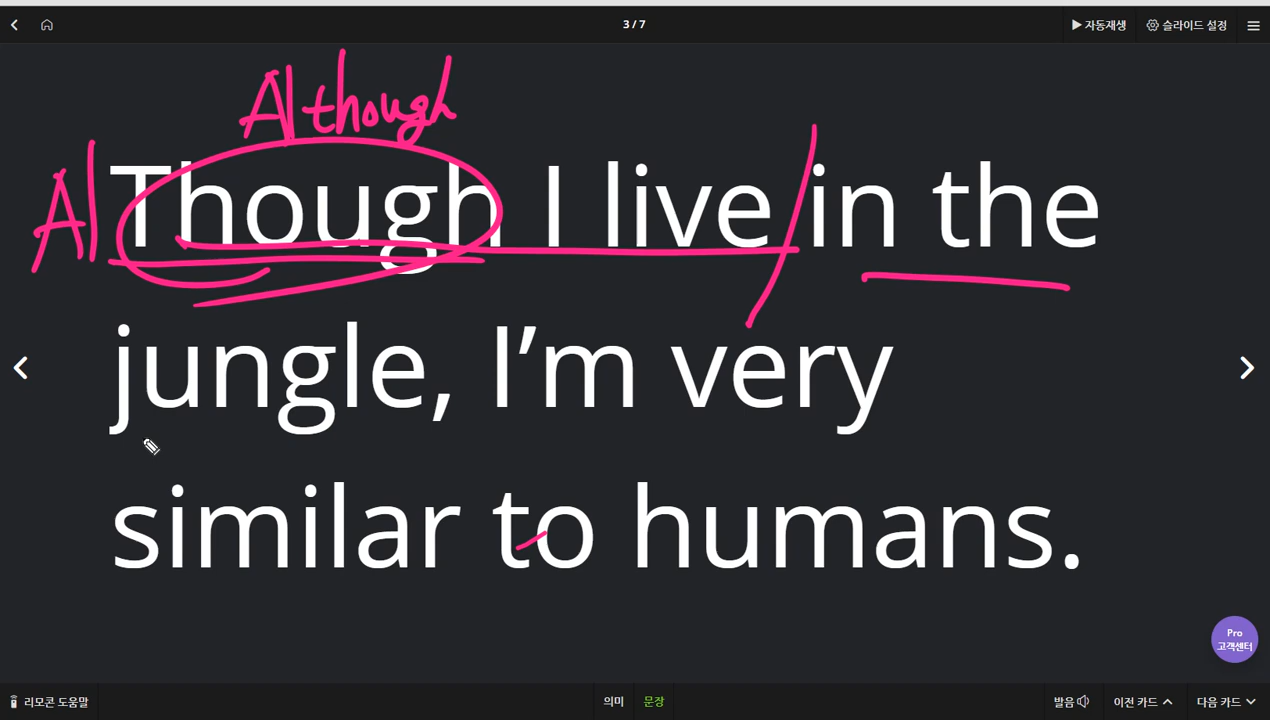 3 / 7
자동재생
슬라이드 설정
Although
Al
Though I live in the
jungle, I’m very
similar to humans.
Pro
고객센터
리모콘 도움말
의미
문장
발음
이전 카드
다음 카드